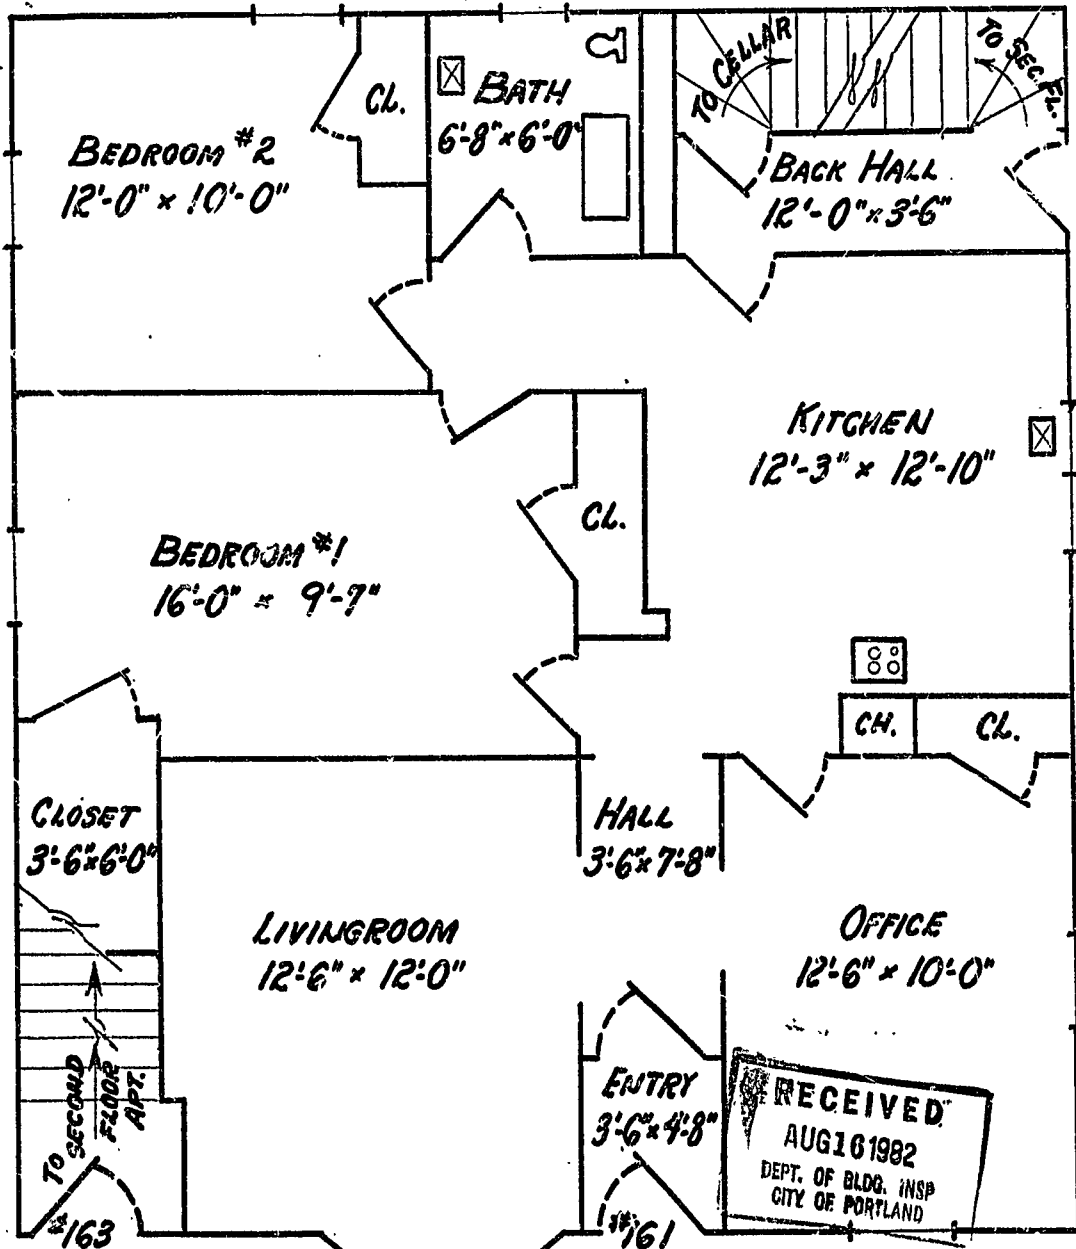 CL.
BATH
6'-8" x 6'-0"
TO CELLAR
TO SEC. FL.
BEDROOM #2
12'-0" x 10'-0"
BACK HALL
12'-0" x 3'-6"
KITCHEN
12'-3" x 12'-10"
CL.
BEDROOM #1
16'-0" x 9'-7"
CH.
CL.
CLOSET
3'-6" x 6'-0"
HALL
3'-6" x 7'-8"
LIVINGROOM
12'-6" x 12'-0"
OFFICE
12'-6" x 10'-0"
TO SECOND
FLOOR
APT.
ENTRY
3'-6" x 4'-8"
RECEIVED
AUG 16 1982
DEPT. OF BLDG. INSP
CITY OF PORTLAND
#163
#161